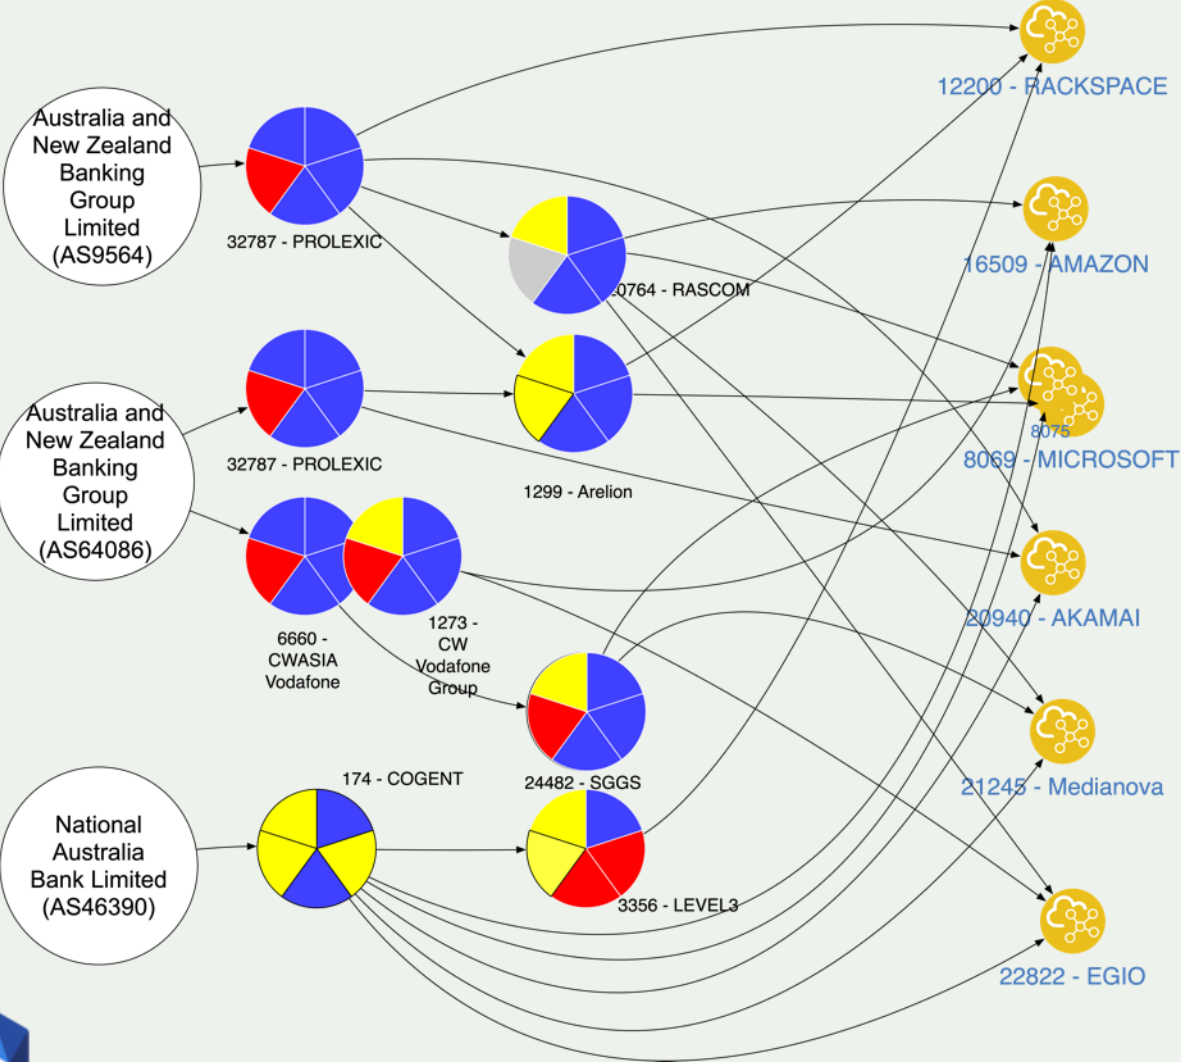 12200 - RACKSPACE
Australia and
New Zealand
Banking
Group
Limited
(AS9564)
32787 - PROLEXIC
16509 - AMAZON
0764 - RASCOM
Australia and
New Zealand
Banking
Group
Limited
(AS64086)
32787 - PROLEXIC
1299 - Arelion
8075
8069 - MICROSOFT
6660 -
CWASIA
Vodafone
1273 -
CW
Vodafone
Group
20940 - AKAMAI
24482 - SGGS
21245 - Medianova
National
Australia
Bank Limited
(AS46390)
174 - COGENT
3356 - LEVEL3
22822 - EGIO